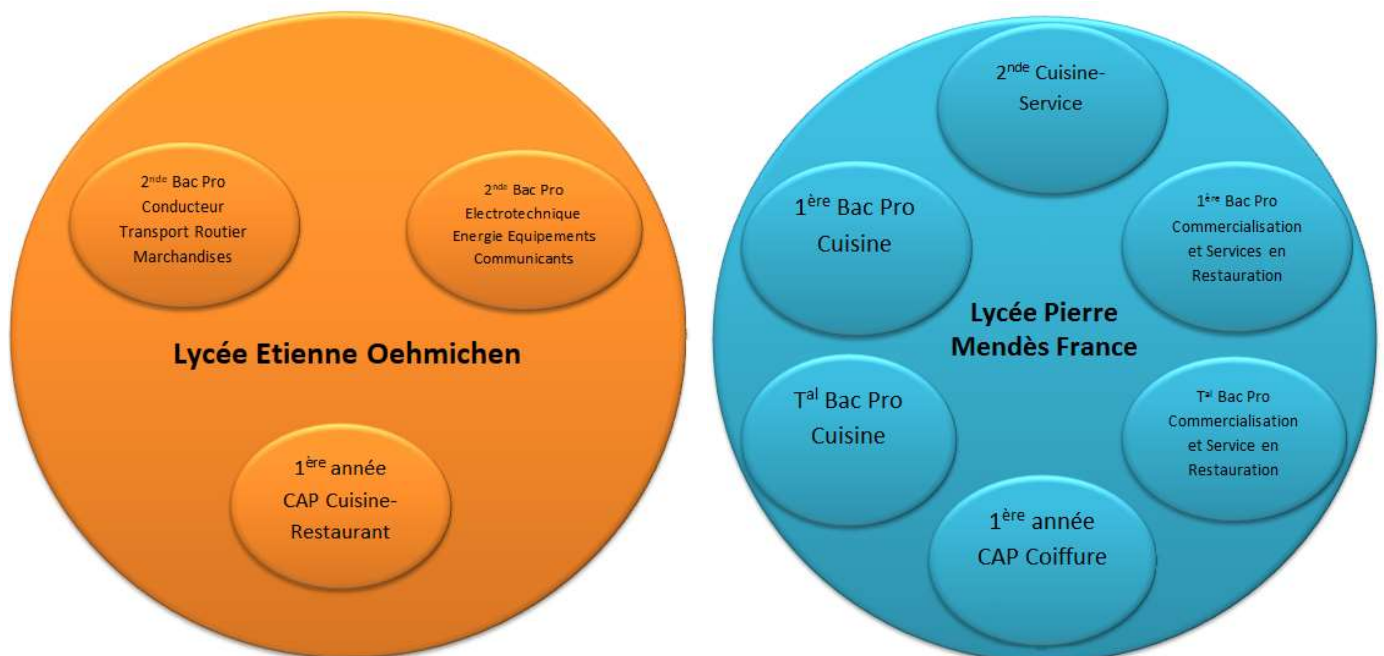 2nde Bac Pro
Conducteur
Transport Routier
Marchandises
2nde Bac Pro
Electrotechnique
Energie Equipements
Communicants
Lycée Etienne Oehmichen
1ère année
CAP Cuisine-
Restaurant
2nde Cuisine-
Service
1ère Bac Pro
Cuisine
1ère Bac Pro
Commercialisation
et Services en
Restauration
Lycée Pierre
Mendès France
Tal Bac Pro
Cuisine
Tal Bac Pro
Commercialisation
et Service en
Restauration
1ère année
CAP Coiffure